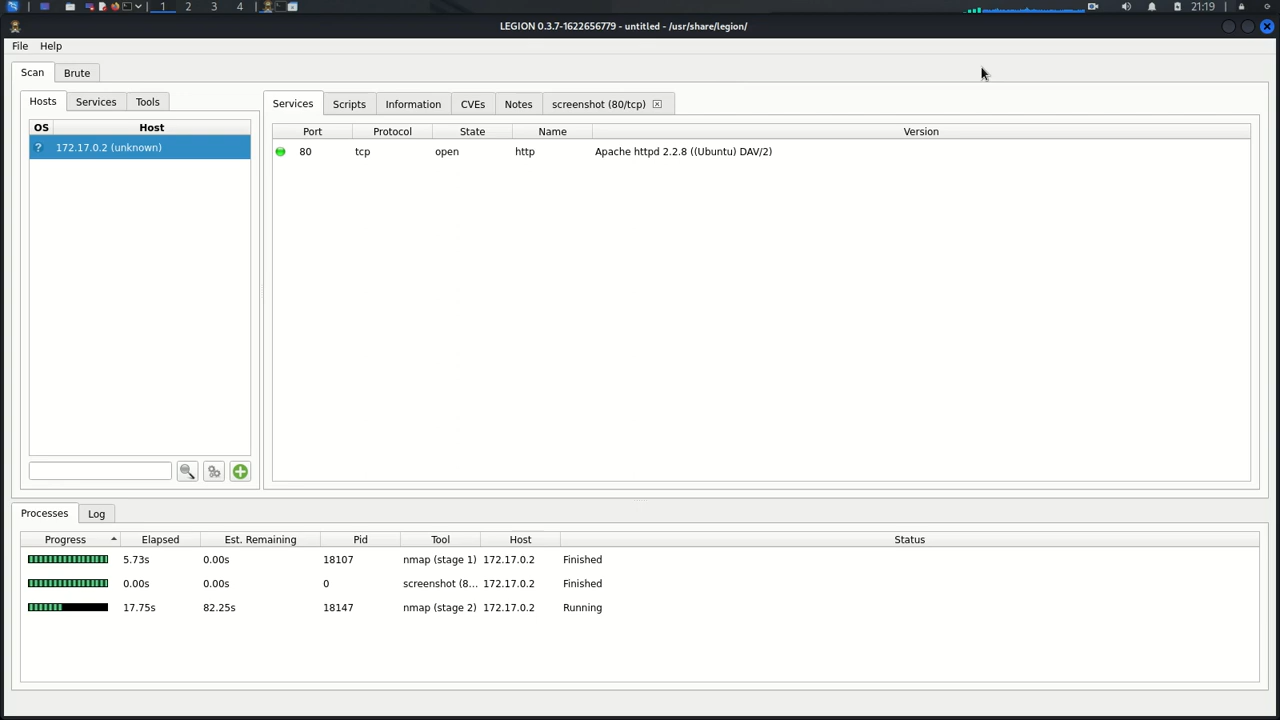 1 2 3 4 21:19
LEGION 0.3.7-1622656779 - untitled - /usr/share/legion/
File Help
Scan Brute
Hosts Services Tools
Services Scripts Information CVEs Notes screenshot (80/tcp)
OS Host
Port Protocol State Name Version
? 172.17.0.2 (unknown)
80 tcp open http Apache httpd 2.2.8 ((Ubuntu) DAV/2)
Processes Log
Progress Elapsed Est. Remaining Pid Tool Host Status
5.73s 0.00s 18107 nmap (stage 1) 172.17.0.2 Finished
0.00s 0.00s 0 screenshot (8... 172.17.0.2 Finished
17.75s 82.25s 18147 nmap (stage 2) 172.17.0.2 Running